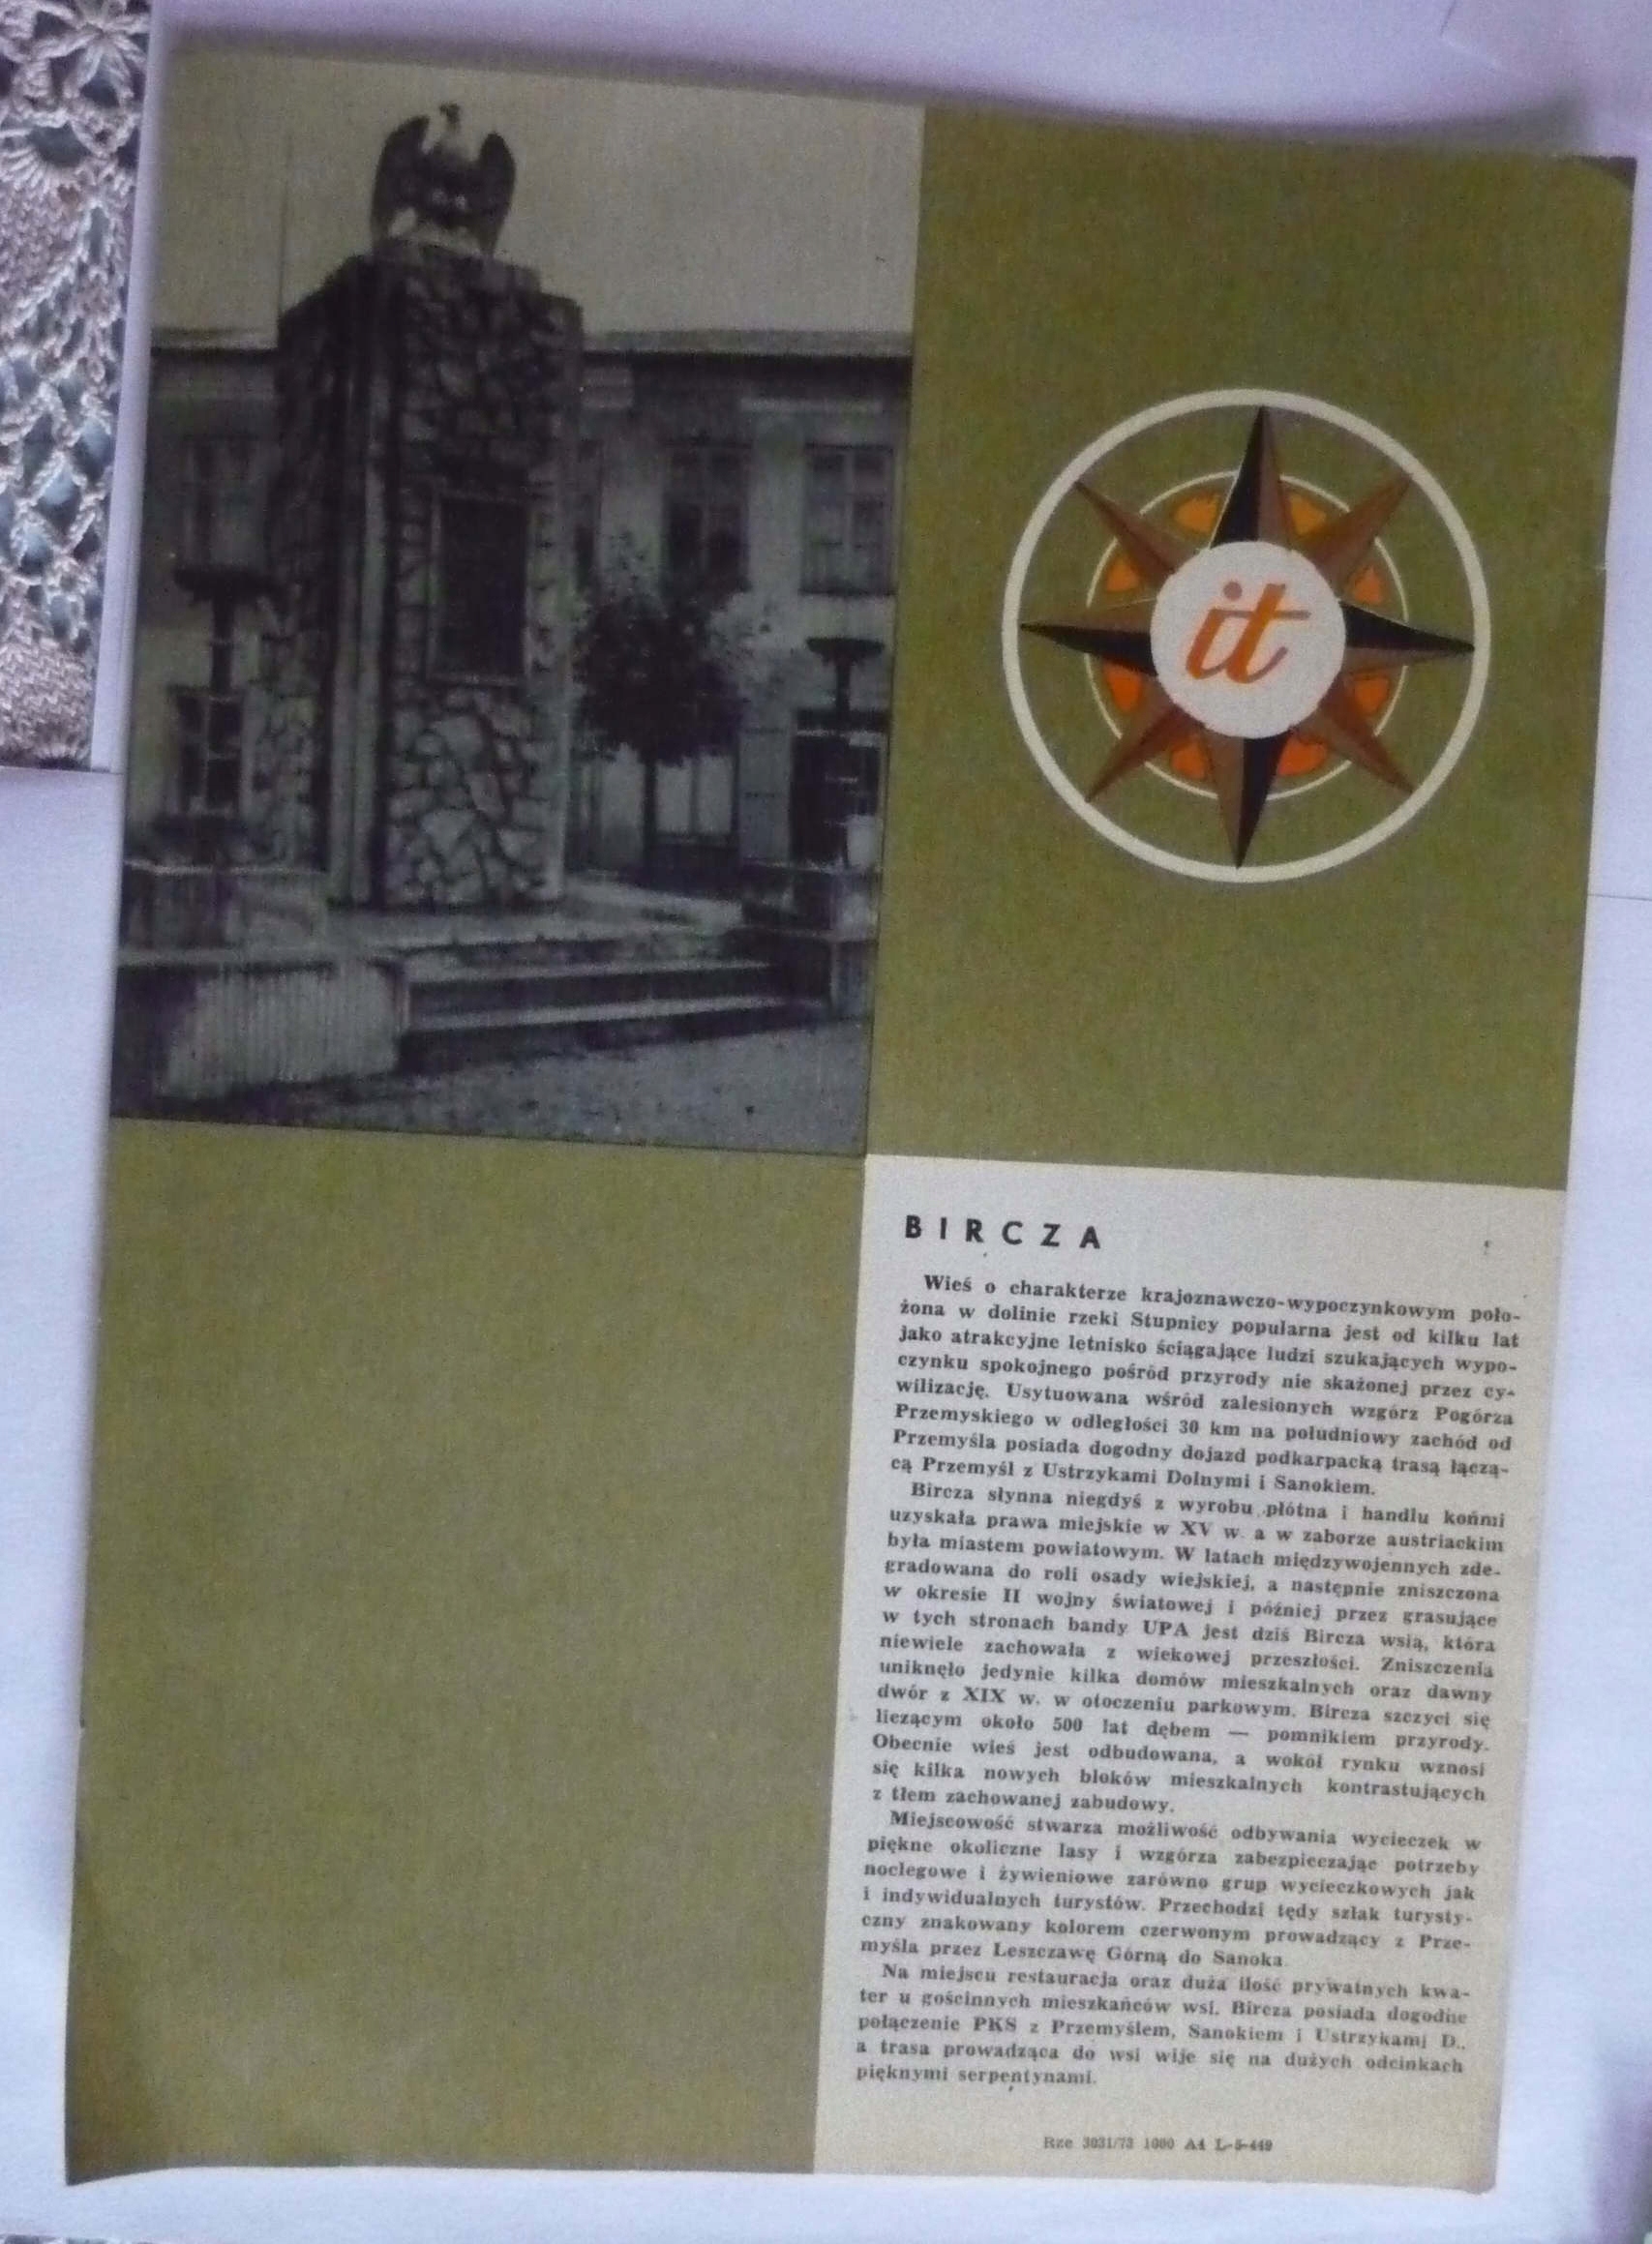 it
BIRCZA
Wieś o charakterze krajoznawczo-wypoczynkowym poło-
żona w dolinie rzeki Stupnicy popularna jest od kilku lat
jako atrakcyjne letnisko ściągające ludzi szukających wypo-
czynku spokojnego pośród przyrody nie skażonej przez cy-
wilizację. Usytuowana wśród zalesionych wzgórz Pogórza
Przemyskiego w odległości 30 km na południowy zachód od
Przemyśla posiada dogodny dojazd podkarpacką trasą łączą-
cą Przemyśl z Ustrzykami Dolnymi i Sanokiem.
Bircza słynna niegdyś z wyrobu płótna i handlu końmi
uzyskała prawa miejskie w XV w. a w zaborze austriackim
była miastem powiatowym. W latach międzywojennych zde-
gradowana do roli osady wiejskiej, a następnie zniszczona
w okresie II wojny światowej i później przez grasujące
w tych stronach bandy UPA jest dziś Bircza wsią, która
niewiele zachowała z wiekowej przeszłości. Zniszczenia
uniknęło jedynie kilka domów mieszkalnych oraz dawny
dwór z XIX w. w otoczeniu parkowym. Bircza szczyci się
liczącym około 500 lat dębem — pomnikiem przyrody.
Obecnie wieś jest odbudowana, a wokół rynku wznosi
się kilka nowych bloków mieszkalnych kontrastujących
z tłem zachowanej zabudowy.
Miejscowość stwarza możliwość odbywania wycieczek w
piękne okoliczne lasy i wzgórza zabezpieczając potrzeby
noclegowe i żywieniowe zarówno grup wycieczkowych jak
i indywidualnych turystów. Przechodzi tędy szlak turysty-
czny znakowany kolorem czerwonym prowadzący z Prze-
myśla przez Leszczawę Górną do Sanoka.
Na miejscu restauracja oraz duża ilość prywatnych kwa-
ter u gościnnych mieszkańców wsi. Bircza posiada dogodne
połączenie PKS z Przemyślem, Sanokiem i Ustrzykami D.,
a trasa prowadząca do wsi wije się na dużych odcinkach
pięknymi serpentynami.
Rze 3031/73 1000 A4 L-5-449